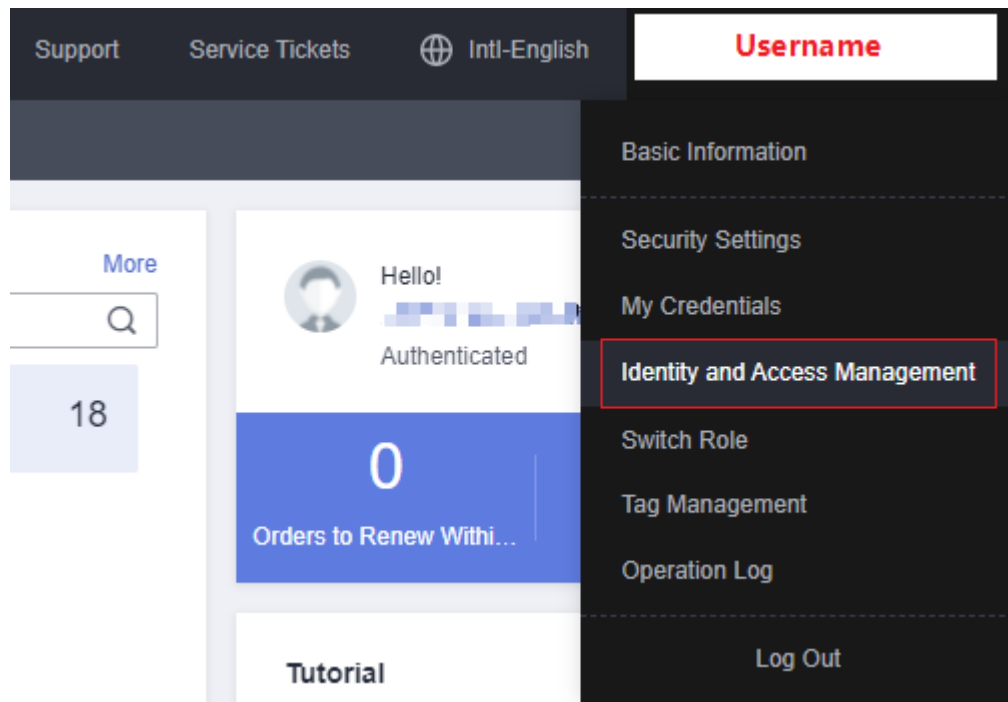 Support
Service Tickets
Intl-English
Username
Basic Information
Security Settings
My Credentials
Identity and Access Management
Switch Role
Tag Management
Operation Log
Log Out
More
18
Hello!
Authenticated
0
Orders to Renew Withi...
Tutorial